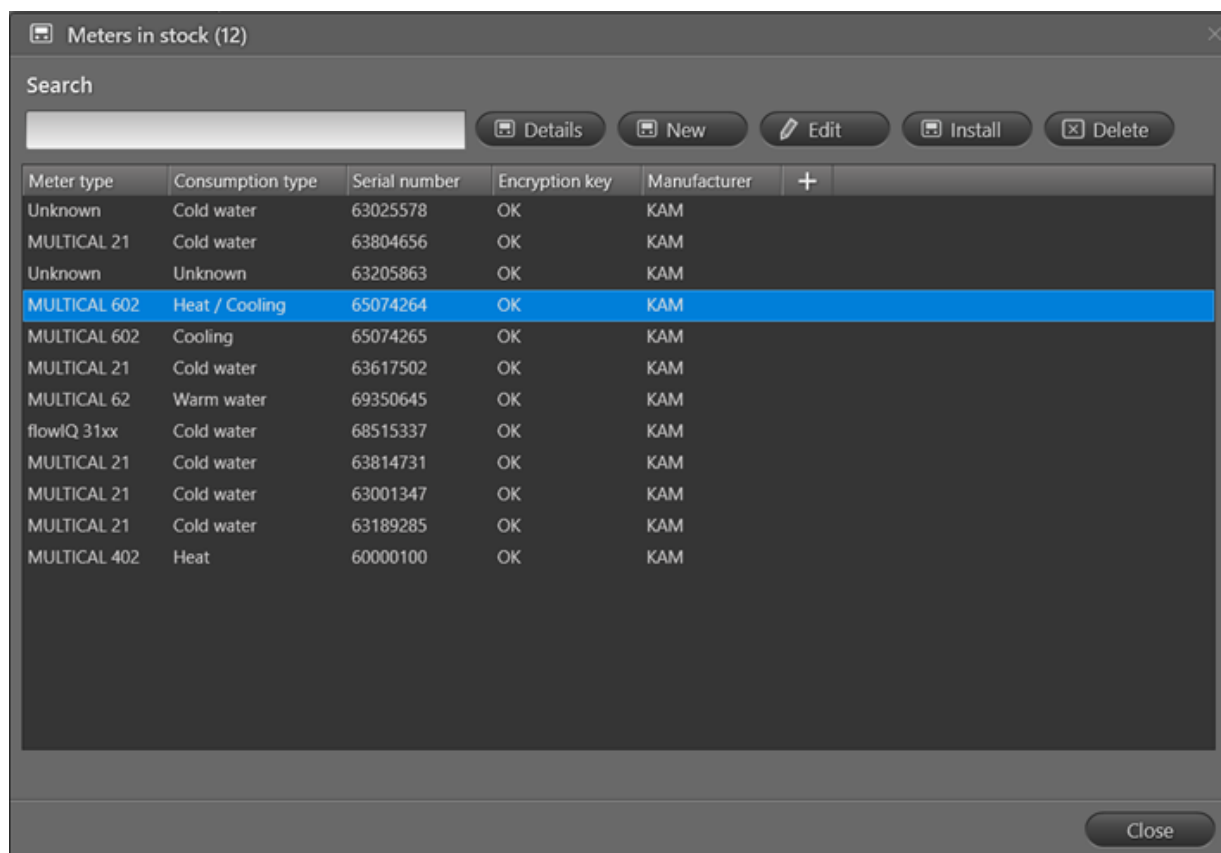 Meters in stock (12)
Search
Details New Edit Install Delete
Meter type Consumption type Serial number Encryption key Manufacturer +
Unknown Cold water 63025578 OK KAM
MULTICAL 21 Cold water 63804656 OK KAM
Unknown Unknown 63205863 OK KAM
MULTICAL 602 Heat / Cooling 65074264 OK KAM
MULTICAL 602 Cooling 65074265 OK KAM
MULTICAL 21 Cold water 63617502 OK KAM
MULTICAL 62 Warm water 69350645 OK KAM
flowIQ 31xx Cold water 68515337 OK KAM
MULTICAL 21 Cold water 63814731 OK KAM
MULTICAL 21 Cold water 63001347 OK KAM
MULTICAL 21 Cold water 63189285 OK KAM
MULTICAL 402 Heat 60000100 OK KAM
Close